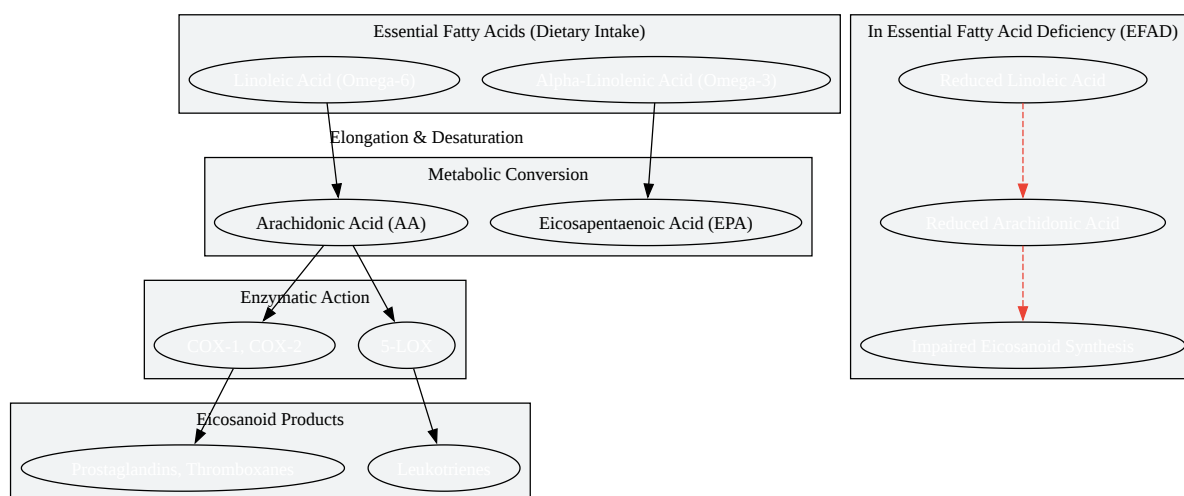 Essential Fatty Acids (Dietary Intake)
Linoleic Acid (Omega-6)
Alpha-Linolenic Acid (Omega-3)
Elongation & Desaturation
Metabolic Conversion
Arachidonic Acid (AA)
Eicosapentaenoic Acid (EPA)
Enzymatic Action
COX-1, COX-2
5-LOX
Eicosanoid Products
Prostaglandins, Thromboxanes
Leukotrienes
In Essential Fatty Acid Deficiency (EFAD)
Reduced Linoleic Acid
Reduced Arachidonic Acid
Impaired Eicosanoid Synthesis